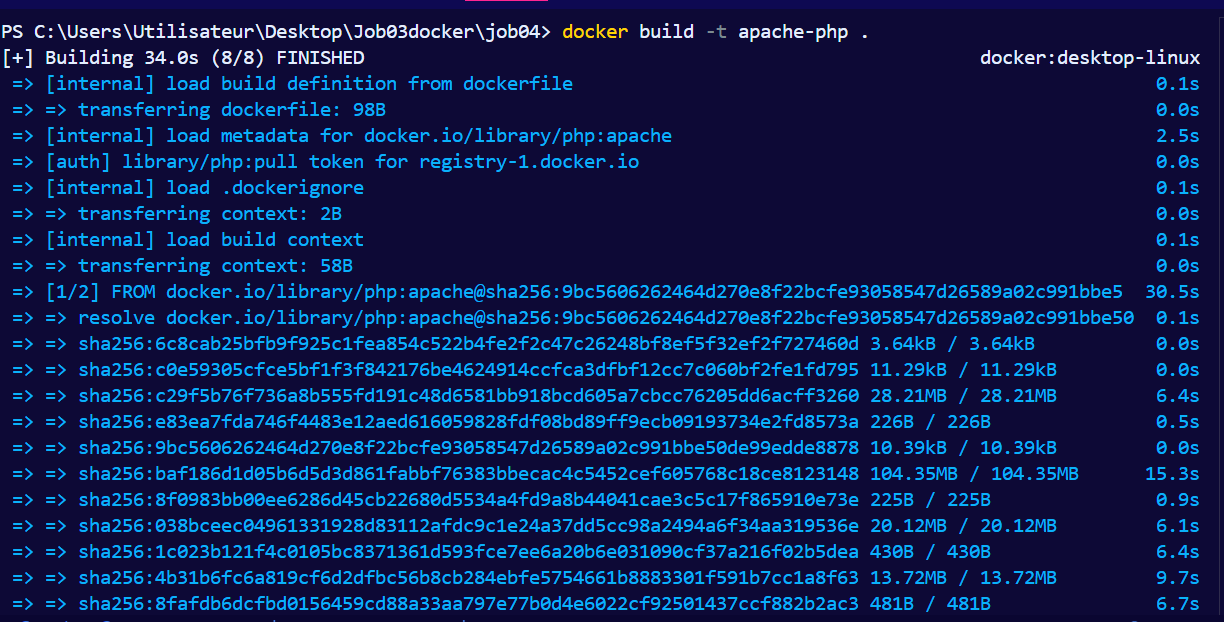 PS C:\Users\Utilisateur\Desktop\Job03docker\job04> docker build -t apache-php .
[+] Building 34.0s (8/8) FINISHED docker:desktop-linux
=> [internal] load build definition from dockerfile 0.1s
=> => transferring dockerfile: 98B 0.0s
=> [internal] load metadata for docker.io/library/php:apache 2.5s
=> [auth] library/php:pull token for registry-1.docker.io 0.0s
=> [internal] load .dockerignore 0.1s
=> => transferring context: 2B 0.0s
=> [internal] load build context 0.1s
=> => transferring context: 58B 0.0s
=> [1/2] FROM docker.io/library/php:apache@sha256:9bc5606262464d270e8f22bcfe93058547d26589a02c991bbe5 30.5s
=> => resolve docker.io/library/php:apache@sha256:9bc5606262464d270e8f22bcfe93058547d26589a02c991bbe50 0.1s
=> => sha256:6c8cab25bfb9f925c1fea854c522b4fe2f2c47c26248bf8ef5f32ef2f727460d 3.64kB / 3.64kB 0.0s
=> => sha256:c0e59305cfce5bf1f3f842176be4624914ccfca3dfbf12cc7c060bf2fe1fd795 11.29kB / 11.29kB 0.0s
=> => sha256:c29f5b76f736a8b555fd191c48d6581bb918bcd605a7cbcc76205dd6acff3260 28.21MB / 28.21MB 6.4s
=> => sha256:e83ea7fda746f4483e12aed616059828fdf08bd89ff9ecb09193734e2fd8573a 226B / 226B 0.5s
=> => sha256:9bc5606262464d270e8f22bcfe93058547d26589a02c991bbe50de99edde8878 10.39kB / 10.39kB 0.0s
=> => sha256:baf186d1d05b6d5d3d861fabbf76383bbecac4c5452cef605768c18ce8123148 104.35MB / 104.35MB 15.3s
=> => sha256:8f0983bb00ee6286d45cb22680d5534a4fd9a8b44041cae3c5c17f865910e73e 225B / 225B 0.9s
=> => sha256:038bceec04961331928d83112afdc9c1e24a37dd5cc98a2494a6f34aa319536e 20.12MB / 20.12MB 6.1s
=> => sha256:1c023b121f4c0105bc8371361d593fce7ee6a20b6e031090cf37a216f02b5dea 430B / 430B 6.4s
=> => sha256:4b31b6fc6a819cf6d2dfbc56b8cb284ebfe5754661b8883301f591b7cc1a8f63 13.72MB / 13.72MB 9.7s
=> => sha256:8fafdb6dcfbd0156459cd88a33aa797e77b0d4e6022cf92501437ccf882b2ac3 481B / 481B 6.7s